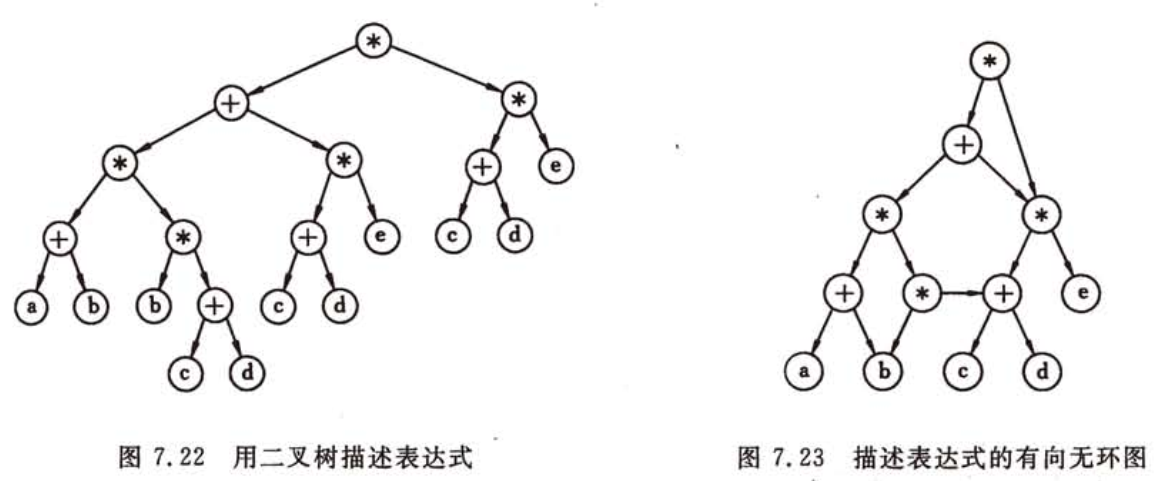 *
+ *
* * + e
+ * + e c d
a b b + c d
c d
*
+
* *
+ * + e
a b c d
图 7.22 用二叉树描述表达式
图 7.23 描述表达式的有向无环图